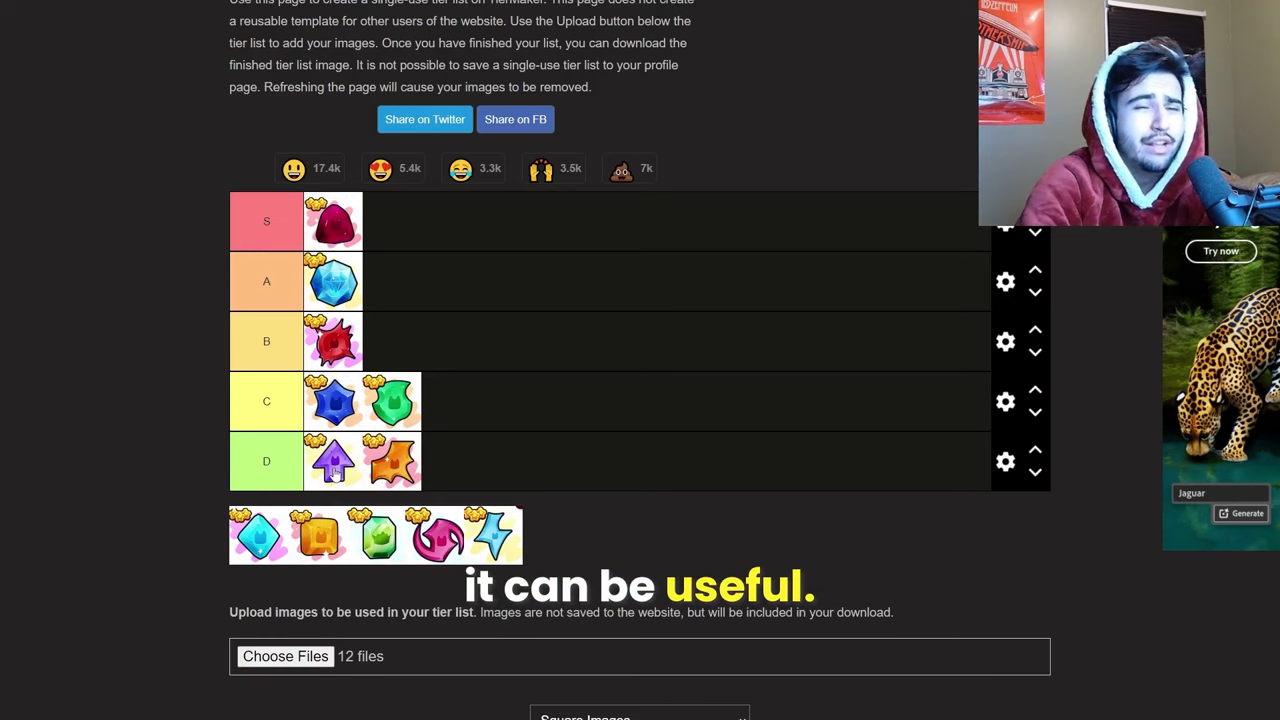 Use this page to create a single-use tier list on TierMaker. This page does not create
a reusable template for other users of the website. Use the Upload button below the
tier list to add your images. Once you have finished your list, you can download the
finished tier list image. It is not possible to save a single-use tier list to your profile
page. Refreshing the page will cause your images to be removed.
Share on Twitter
Share on FB
17.4k
5.4k
3.3k
3.5k
7k
LED ZEPPELIN
MOTHERSHIP
S
A
B
C
D
Try now
Jaguar
Generate
it can be useful.
Upload images to be used in your tier list. Images are not saved to the website, but will be included in your download.
Choose Files 12 files
Square Images